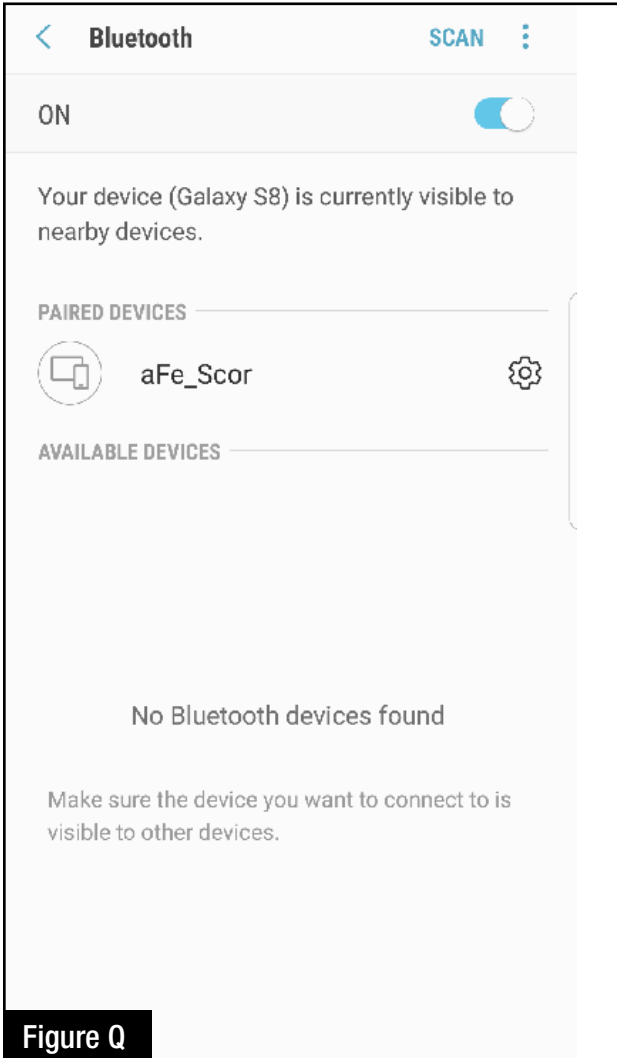 Bluetooth SCAN
ON
Your device (Galaxy S8) is currently visible to
nearby devices.
PAIRED DEVICES
aFe_Scor
AVAILABLE DEVICES
No Bluetooth devices found
Make sure the device you want to connect to is
visible to other devices.
Figure Q